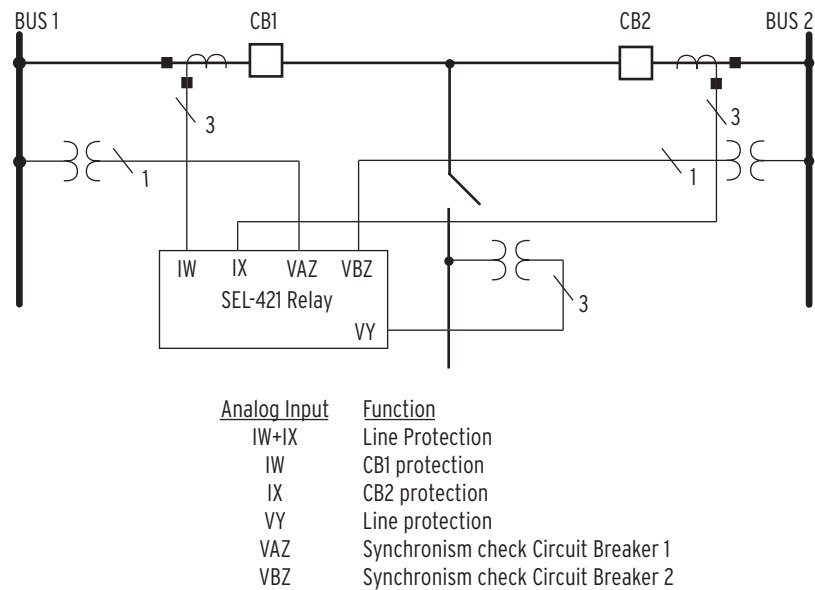 BUS 1 CB1 CB2 BUS 2
3 3
1 1
IW IX VAZ VBZ
SEL-421 Relay
3
VY
Analog Input Function
IW+IX Line Protection
IW CB1 protection
IX CB2 protection
VY Line protection
VAZ Synchronism check Circuit Breaker 1
VBZ Synchronism check Circuit Breaker 2